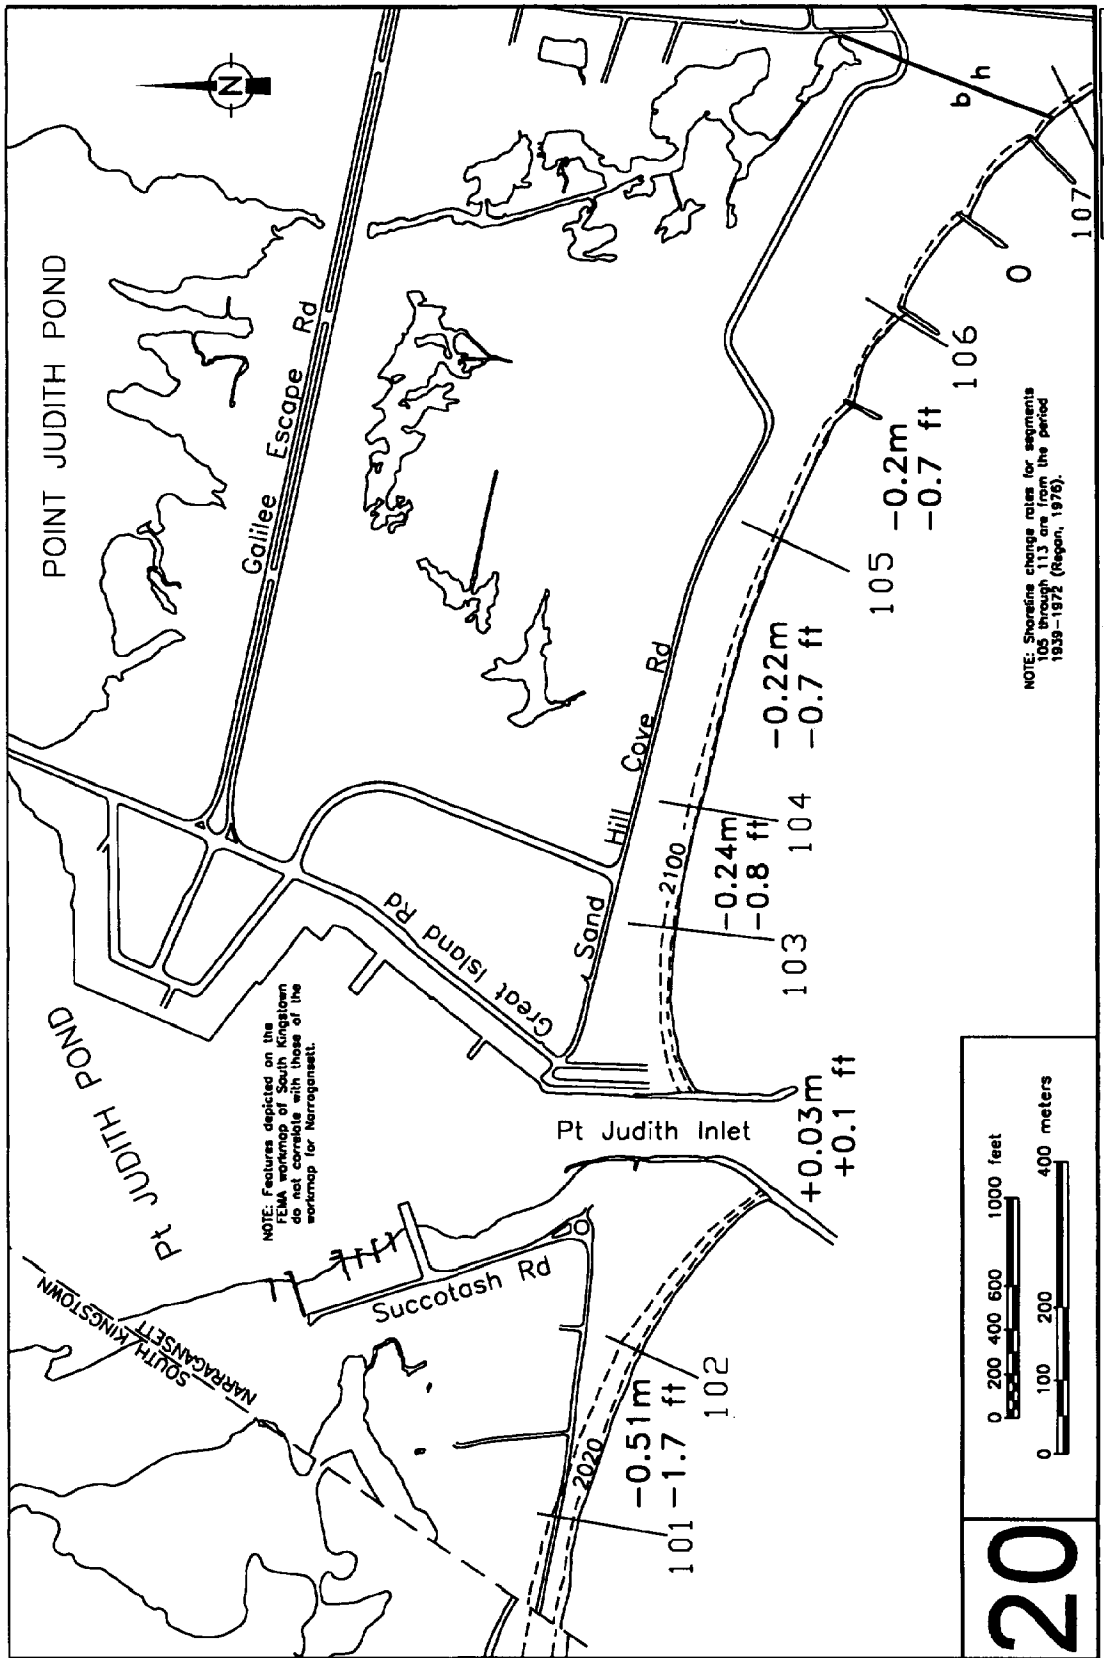 N
POINT JUDITH POND
Galilee Escape Rd
Pt JUDITH POND
SOUTH KINGSTOWN
NARRAGANSETT
NOTE: Features depicted on the
FEMA workmap of South Kingstown
do not correlate with those of the
workmap for Narragansett.
Great Island Rd
Succotash Rd
Sand Hill Cove Rd
Pt Judith Inlet
2020
2100
101
-0.51m
-1.7 ft
102
+0.03m
+0.1 ft
103
-0.24m
-0.8 ft
104
-0.22m
-0.7 ft
105
-0.2m
-0.7 ft
106
O
107
b h
NOTE: Shoreline change rates for segments
105 through 113 are from the period
1939-1972 (Regan, 1976).
20
0 200 400 600 1000 feet
0 100 200 400 meters